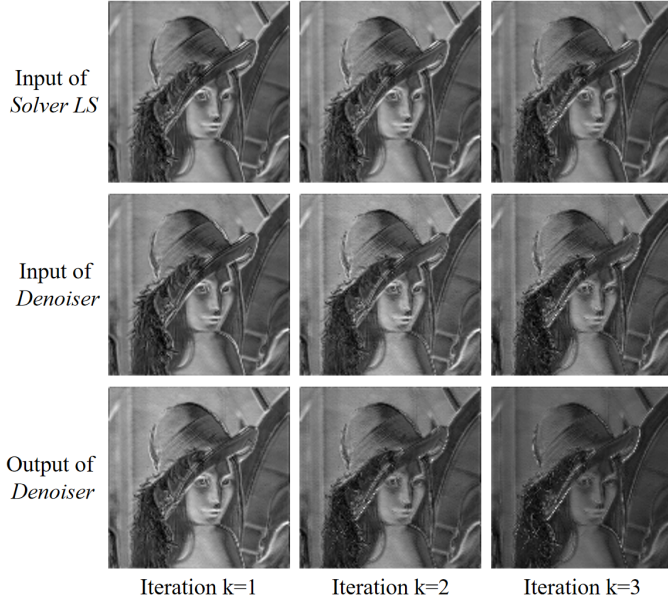 Input of
Solver LS
Input of
Denoiser
Output of
Denoiser
Iteration k=1
Iteration k=2
Iteration k=3